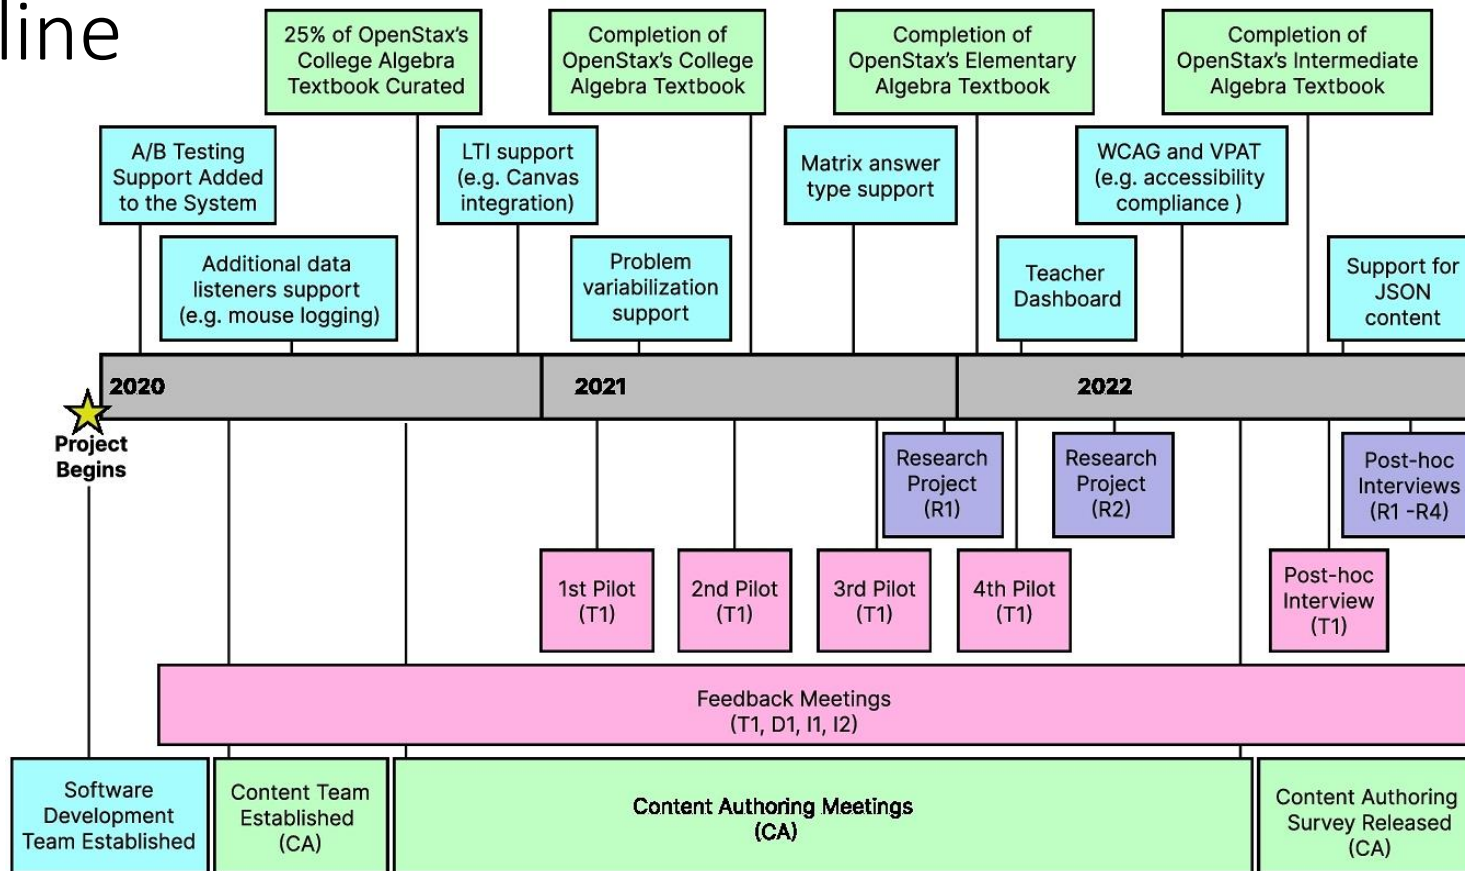 line
25% of OpenStax's
College Algebra
Textbook Curated
Completion of
OpenStax's College
Algebra Textbook
Completion of
OpenStax's Elementary
Algebra Textbook
Completion of
OpenStax's Intermediate
Algebra Textbook
A/B Testing
Support Added
to the System
LTI support
(e.g. Canvas
integration)
Matrix answer
type support
WCAG and VPAT
(e.g. accessibility
compliance )
Additional data
listeners support
(e.g. mouse logging)
Problem
variabilization
support
Teacher
Dashboard
Support for
JSON
content
2020
2021
2022
Project
Begins
Research
Project
(R1)
Research
Project
(R2)
Post-hoc
Interviews
(R1 -R4)
1st Pilot
(T1)
2nd Pilot
(T1)
3rd Pilot
(T1)
4th Pilot
(T1)
Post-hoc
Interview
(T1)
Feedback Meetings
(T1, D1, I1, I2)
Software
Development
Team Established
Content Team
Established
(CA)
Content Authoring Meetings
(CA)
Content Authoring
Survey Released
(CA)